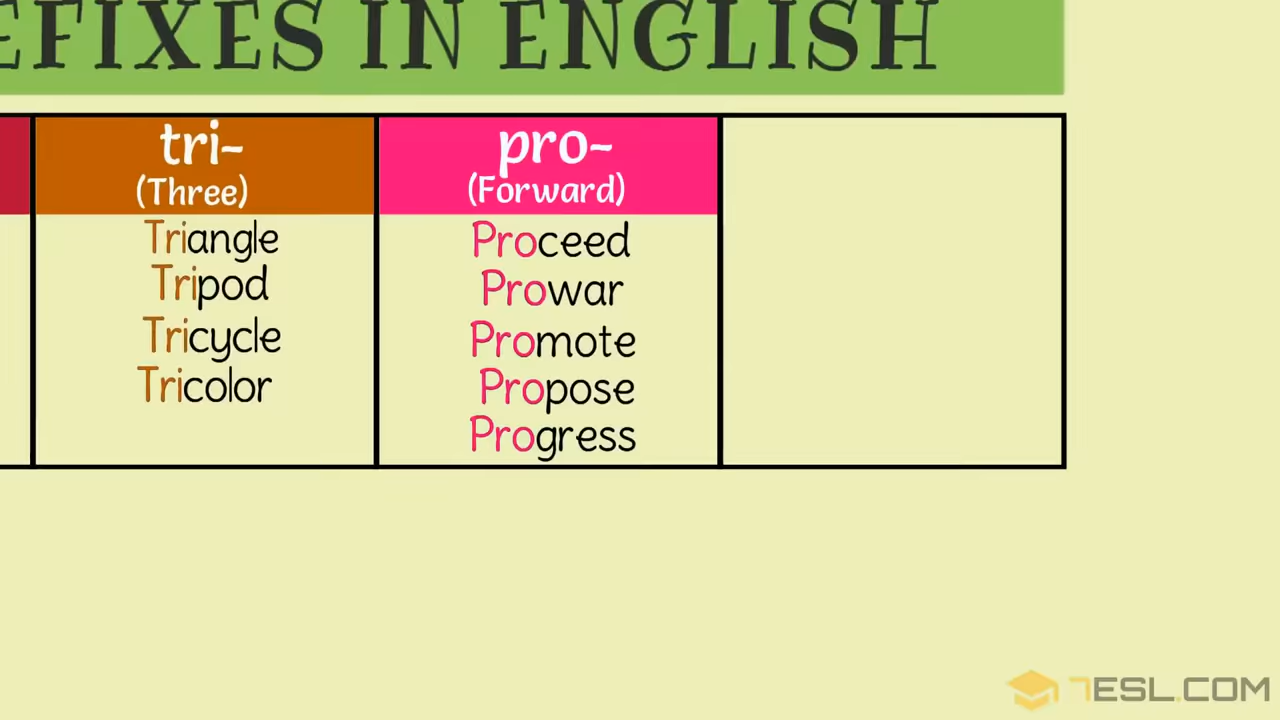 EFIXES IN ENGLISH
tri-
(Three)
Triangle
Tripod
Tricycle
Tricolor
pro-
(Forward)
Proceed
Prowar
Promote
Propose
Progress
7ESL.COM